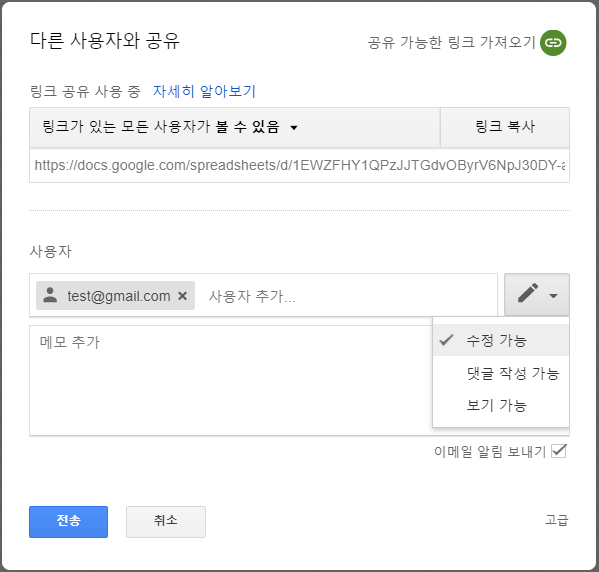 다른 사용자와 공유
공유 가능한 링크 가져오기
링크 공유 사용 중 자세히 알아보기
링크가 있는 모든 사용자가 볼 수 있음
링크 복사
https://docs.google.com/spreadsheets/d/1EWZFHY1QPzJJTGdvOByrV6NpJ30DY-a
사용자
test@gmail.com × 사용자 추가...
메모 추가
수정 가능
댓글 작성 가능
보기 가능
이메일 알림 보내기
전송
취소
고급